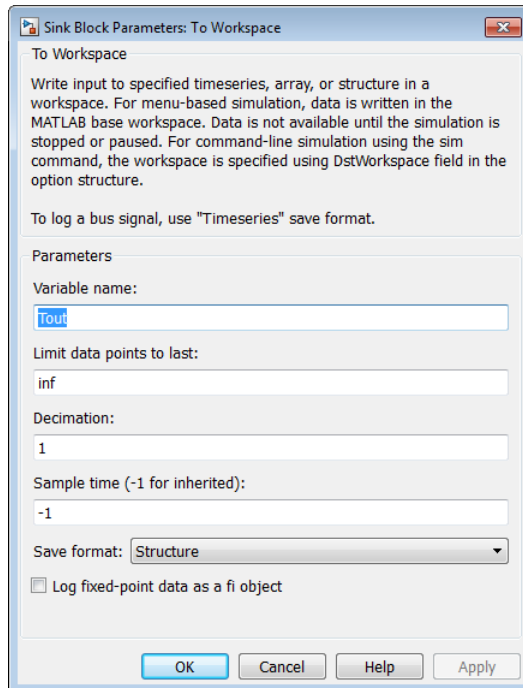 Sink Block Parameters: To Workspace
To Workspace
Write input to specified timeseries, array, or structure in a
workspace. For menu-based simulation, data is written in the
MATLAB base workspace. Data is not available until the simulation is
stopped or paused. For command-line simulation using the sim
command, the workspace is specified using DstWorkspace field in the
option structure.
To log a bus signal, use "Timeseries" save format.
Parameters
Variable name:
Tout
Limit data points to last:
inf
Decimation:
1
Sample time (-1 for inherited):
-1
Save format: Structure
Log fixed-point data as a fi object
OK Cancel Help Apply